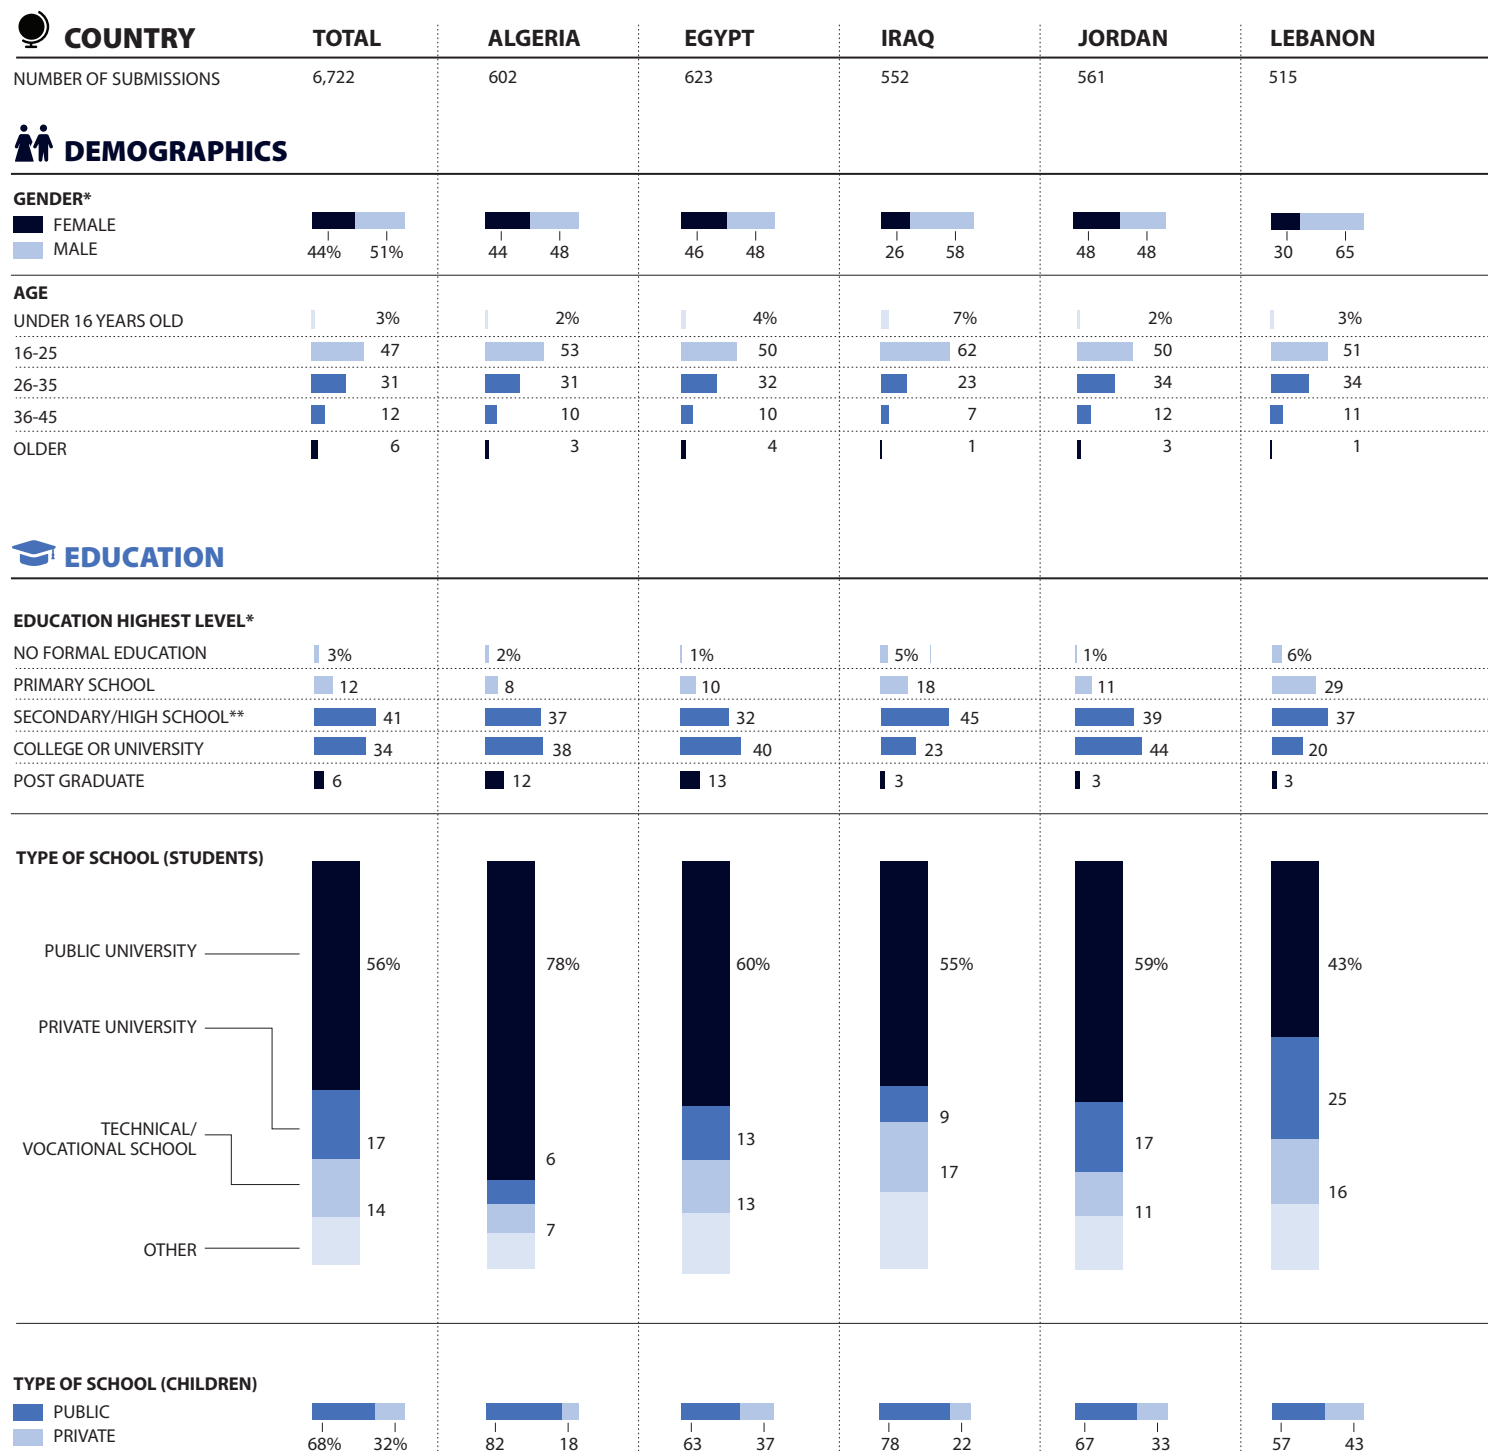 COUNTRY TOTAL ALGERIA EGYPT IRAQ JORDAN LEBANON
NUMBER OF SUBMISSIONS 6,722 602 623 552 561 515
DEMOGRAPHICS
GENDER*
FEMALE
MALE
44% 51% 44 48 46 48 26 58 48 48 30 65
AGE
UNDER 16 YEARS OLD 3% 2% 4% 7% 2% 3%
16-25 47 53 50 62 50 51
26-35 31 31 32 23 34 34
36-45 12 10 10 7 12 11
OLDER 6 3 4 1 3 1
EDUCATION
EDUCATION HIGHEST LEVEL*
NO FORMAL EDUCATION 3% 2% 1% 5% 1% 6%
PRIMARY SCHOOL 12 8 10 18 11 29
SECONDARY/HIGH SCHOOL** 41 37 32 45 39 37
COLLEGE OR UNIVERSITY 34 38 40 23 44 20
POST GRADUATE 6 12 13 3 3 3
TYPE OF SCHOOL (STUDENTS)
PUBLIC UNIVERSITY 56% 78% 60% 55% 59% 43%
PRIVATE UNIVERSITY 17 6 13 9 17 25
TECHNICAL/
VOCATIONAL SCHOOL 14 7 13 17 11 16
OTHER
TYPE OF SCHOOL (CHILDREN)
PUBLIC
PRIVATE
68% 32% 82 18 63 37 78 22 67 33 57 43